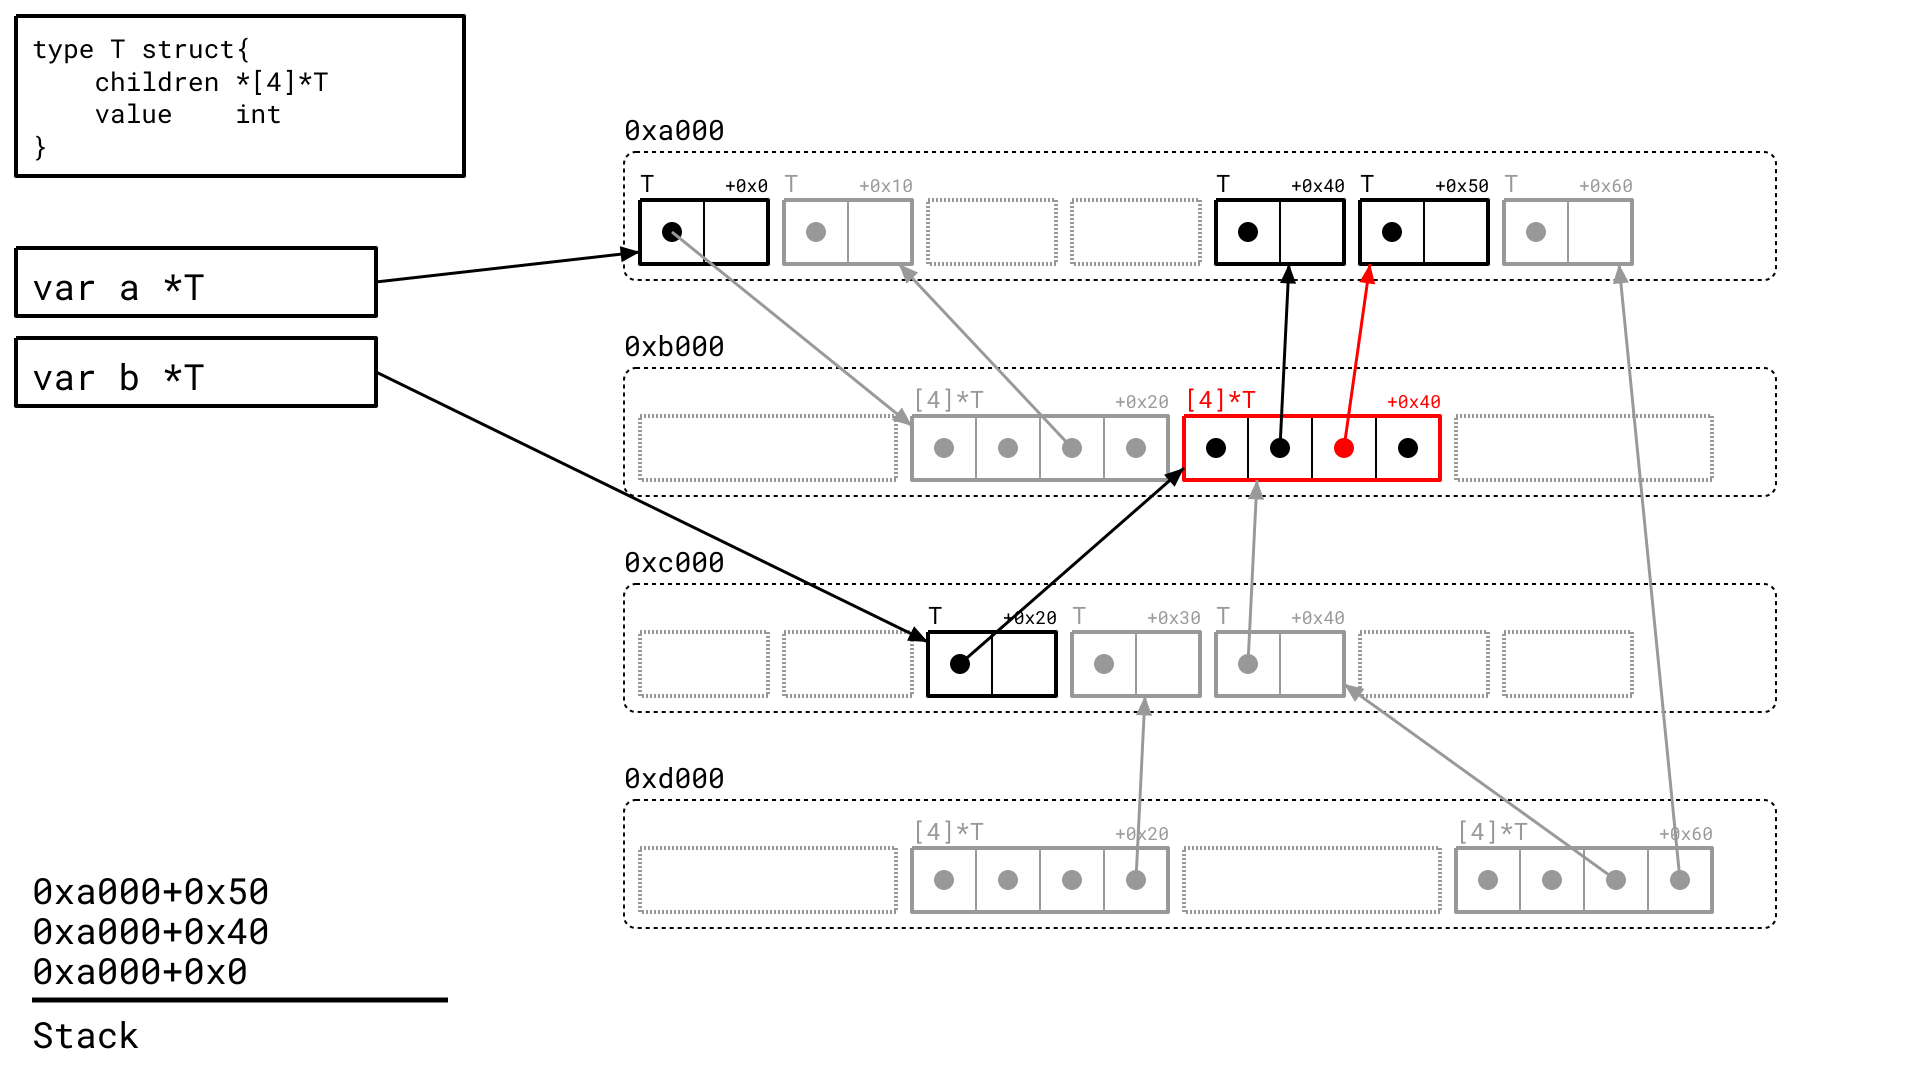 type T struct{
    children *[4]*T
    value    int
}
var a *T
var b *T
0xa000
T +0x0 T +0x10 T +0x40 T +0x50 T +0x60
0xb000
[4]*T +0x20 [4]*T +0x40
0xc000
T +0x20 T +0x30 T +0x40
0xd000
[4]*T +0x20 [4]*T +0x60
0xa000+0x50
0xa000+0x40
0xa000+0x0
Stack